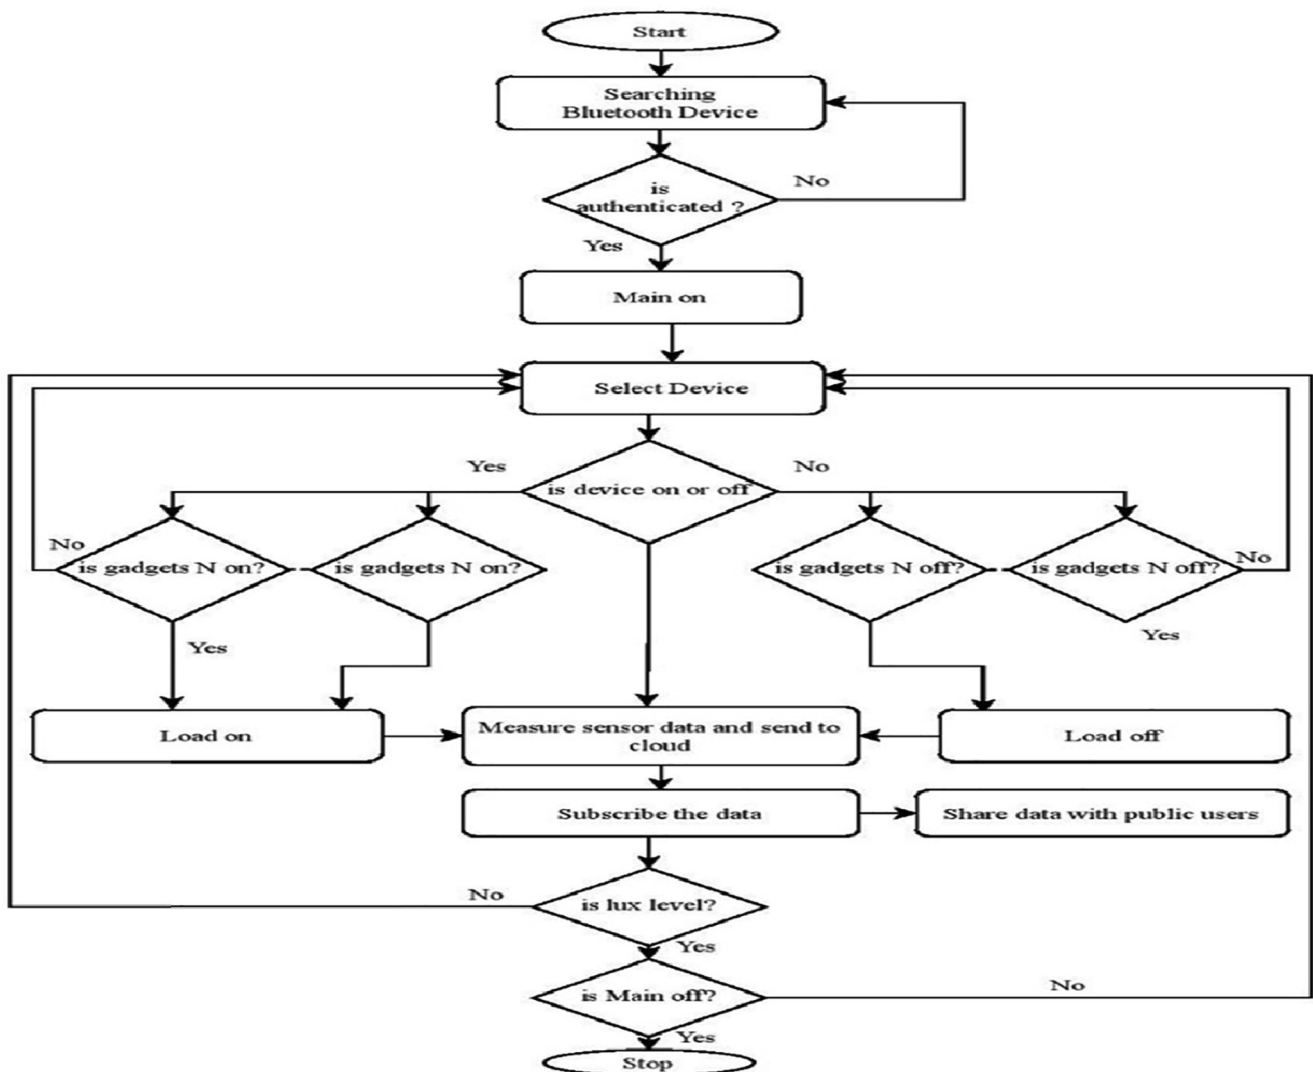 Start
Searching
Bluetooth Device
is
authenticated ?
No
Yes
Main on
Select Device
Yes
is device on or off
No
No
is gadgets N on?
is gadgets N on?
is gadgets N off?
is gadgets N off?
No
Yes
Yes
Load on
Measure sensor data and send to
cloud
Load off
Subscribe the data
Share data with public users
No
is lux level?
Yes
is Main off?
No
Yes
Stop